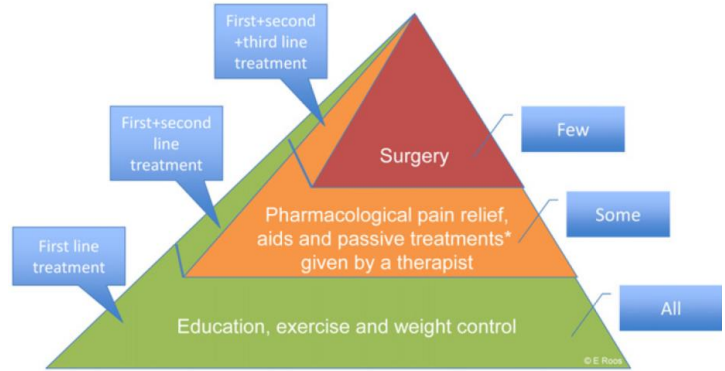 First+second
+third line
treatment
First+second
line
treatment
First line
treatment
Surgery
Few
Pharmacological pain relief,
aids and passive treatments*
given by a therapist
Some
Education, exercise and weight control
All
© E Roos